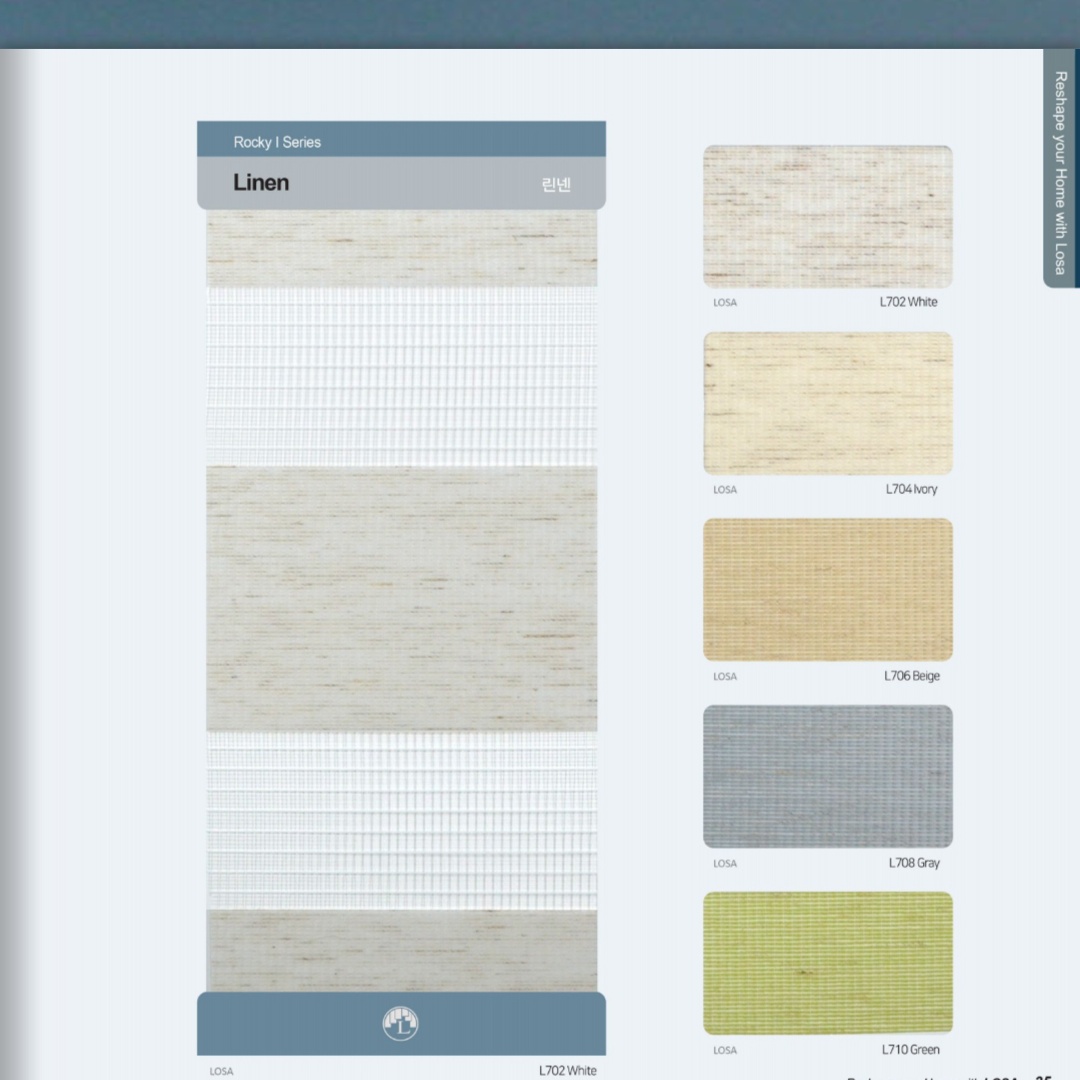 Rocky I Series
Linen 린넨
LOSA L702 White
LOSA L702 White
LOSA L704 Ivory
LOSA L706 Beige
LOSA L708 Gray
LOSA L710 Green
Reshape your Home with Losa
L